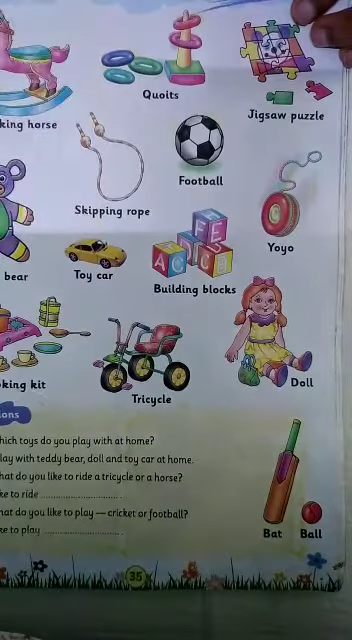 king horse
Quoits
Jigsaw puzzle
Skipping rope
Football
Yoyo
bear
Toy car
Building blocks
king kit
Tricycle
Doll
ions
hich toys do you play with at home?
lay with teddy bear, doll and toy car at home.
hat do you like to ride a tricycle or a horse?
ke to ride ........................
hat do you like to play — cricket or football?
ke to play ........................
Bat Ball
35